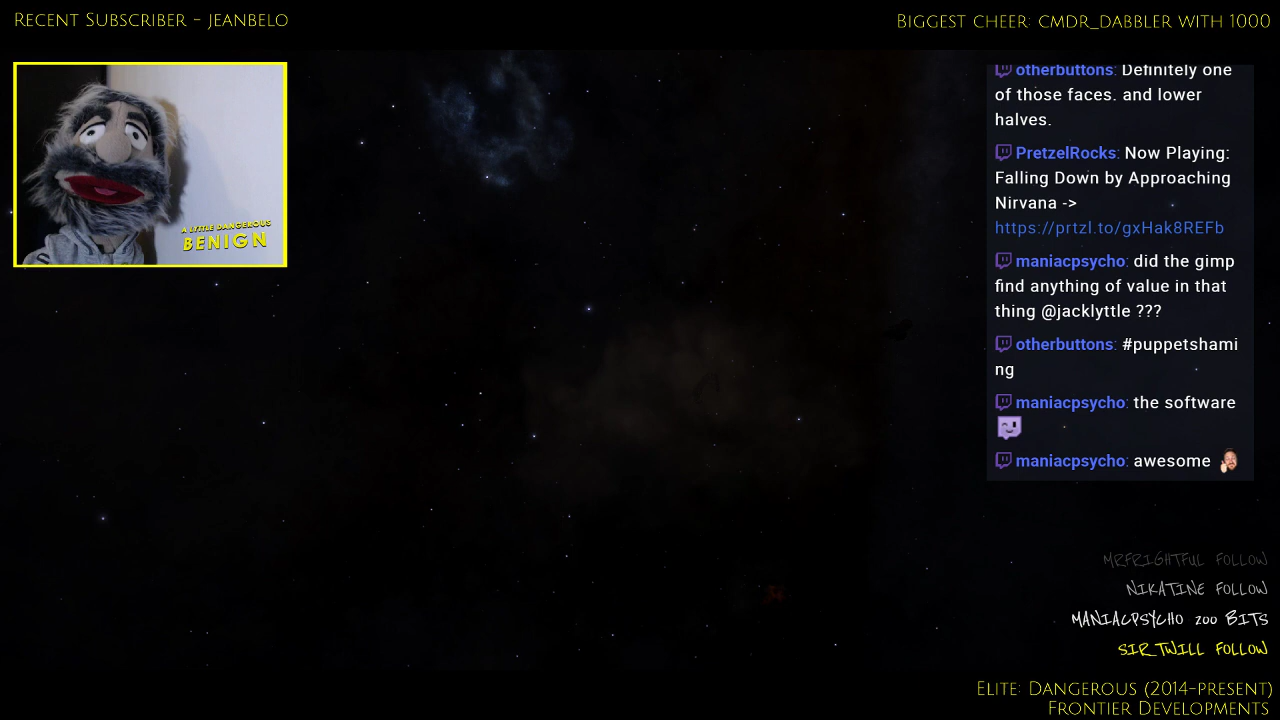 Recent Subscriber - jeanbelo
Biggest cheer: cmdr_dabbler with 1000
A LYTTLE DANGEROUS
BENIGN
otherbuttons: Definitely one
of those faces. and lower
halves.
PretzelRocks: Now Playing:
Falling Down by Approaching
Nirvana ->
https://prtzl.to/gxHak8REFb
maniacpsycho: did the gimp
find anything of value in that
thing @jacklyttle ???
otherbuttons: #puppetshami
ng
maniacpsycho: the software
maniacpsycho: awesome
MRFRIGHTFUL FOLLOW
NIKATINE FOLLOW
MANIACPSYCHO 200 BITS
SIR_TWILL FOLLOW
Elite: Dangerous (2014-present)
Frontier Developments